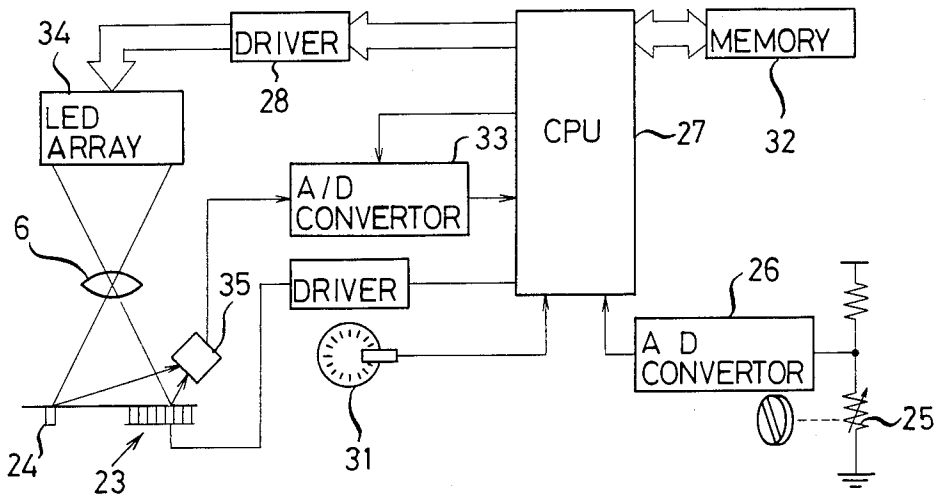 34
DRIVER
28
MEMORY
32
LED
ARRAY
CPU
27
33
A/D
CONVERTOR
6
35
DRIVER
26
A D
CONVERTOR
31
25
24
23